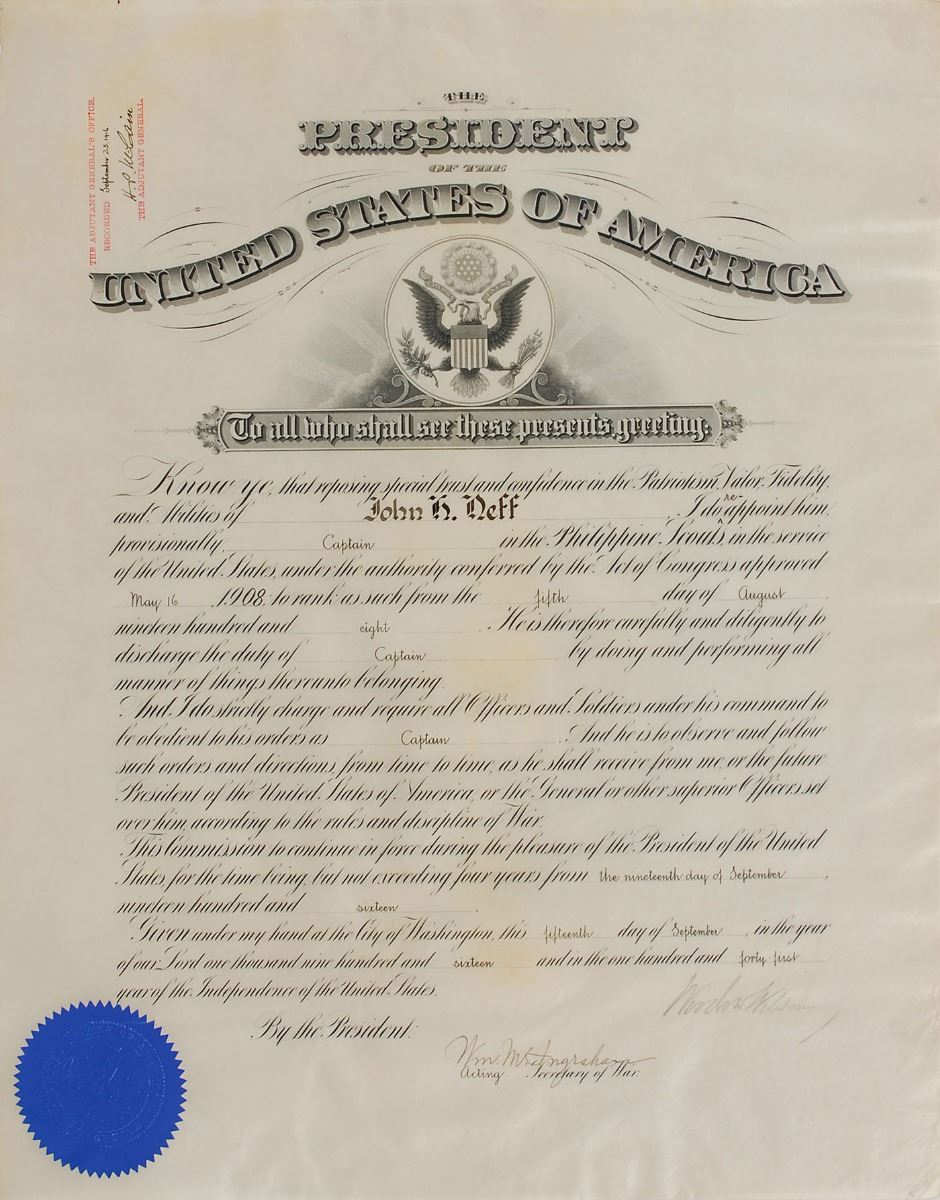 THE ADJUTANT GENERAL'S OFFICE.
RECORDED September 23 1916
H. P. McCain
THE ADJUTANT GENERAL.
THE
PRESIDENT
OF THE
UNITED STATES OF AMERICA
To all who shall see these presents, greeting:
Know ye, that reposing special trust and confidence in the Patriotism, Valor, Fidelity
and Abilities of John H. Neff, I do re-appoint him,
provisionally, Captain in the Philippine Scouts, in the service
of the United States, under the authority conferred by the Act of Congress approved
May 16, 1908, to rank as such from the fifth day of August,
nineteen hundred and eight. He is therefore carefully and diligently to
discharge the duty of Captain by doing and performing all
manner of things thereunto belonging.
And I do strictly charge and require all Officers and Soldiers under his command to
be obedient to his orders as Captain. And he is to observe and follow
such orders and directions, from time to time, as he shall receive from me, or the future
President of the United States of America, or the General or other superior Officers set
over him, according to the rules and discipline of War.
This Commission to continue in force during the pleasure of the President of the United
States, for the time being, but not exceeding four years from the nineteenth day of September,
nineteen hundred and sixteen.
Given under my hand at the City of Washington, this fifteenth day of September, in the year
of our Lord one thousand nine hundred and sixteen and in the one hundred and forty first
year of the Independence of the United States.
Woodrow Wilson
By the President:
Wm. M. Ingraham
Acting Secretary of War.